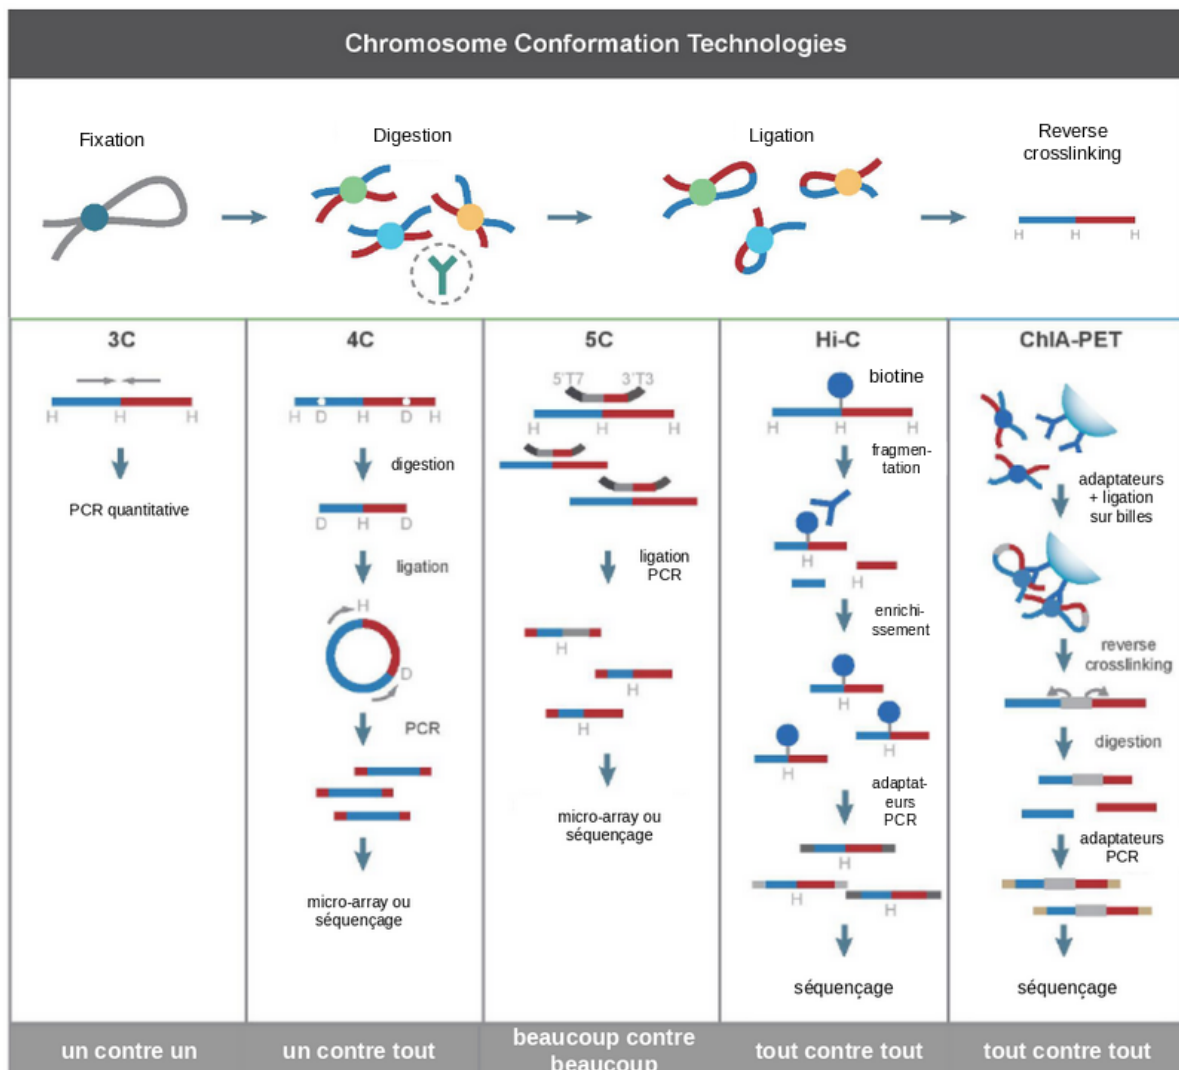 Chromosome Conformation Technologies
Fixation
Digestion
Ligation
Reverse
crosslinking
H H H
3C
H H H
PCR quantitative
un contre un
4C
H D D H
digestion
D H D
ligation
H
D
PCR
micro-array ou
séquençage
un contre tout
5C
5'T7 3'T3
H H H
ligation
PCR
H
H
H
micro-array ou
séquençage
beaucoup contre
beaucoup
Hi-C
biotine
H H H
fragmen-
tation
H
H
enrichi-
ssement
H
H
H
adaptat-
eurs
PCR
H
H
H
séquençage
tout contre tout
ChIA-PET
adaptateurs
+ ligation
sur billes
reverse
crosslinking
digestion
adaptateurs
PCR
séquençage
tout contre tout